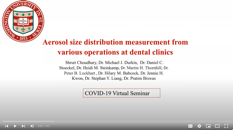 Aerosol size distribution measurement from
various operations at dental clinics
Shruti Choudhary, Dr. Michael J. Durkin, Dr. Daniel C.
Stoeckel, Dr. Heidi M. Steinkamp, Dr. Martin H. Thornhill, Dr.
Peter B. Lockhart, Dr. Hilary M. Babcock, Dr. Jennie H.
Kwon, Dr. Stephen Y. Liang, Dr. Pratim Biswas
COVID-19 Virtual Seminar